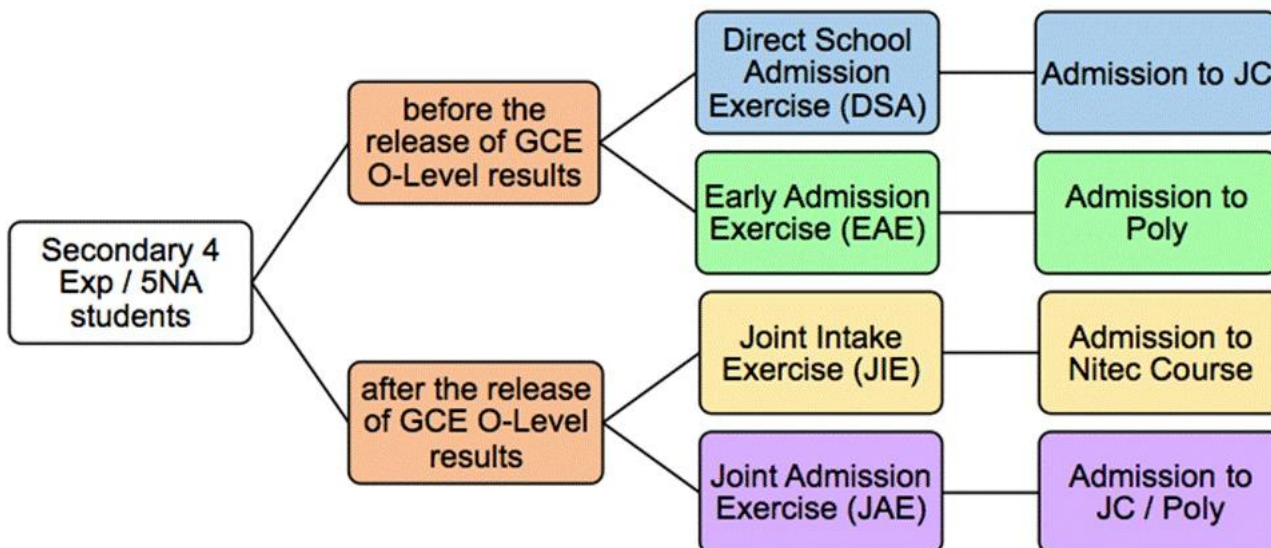 Secondary 4
Exp / 5NA
students
before the
release of GCE
O-Level results
Direct School
Admission
Exercise (DSA)
Admission to JC
Early Admission
Exercise (EAE)
Admission to
Poly
after the release
of GCE O-Level
results
Joint Intake
Exercise (JIE)
Admission to
Nitec Course
Joint Admission
Exercise (JAE)
Admission to
JC / Poly